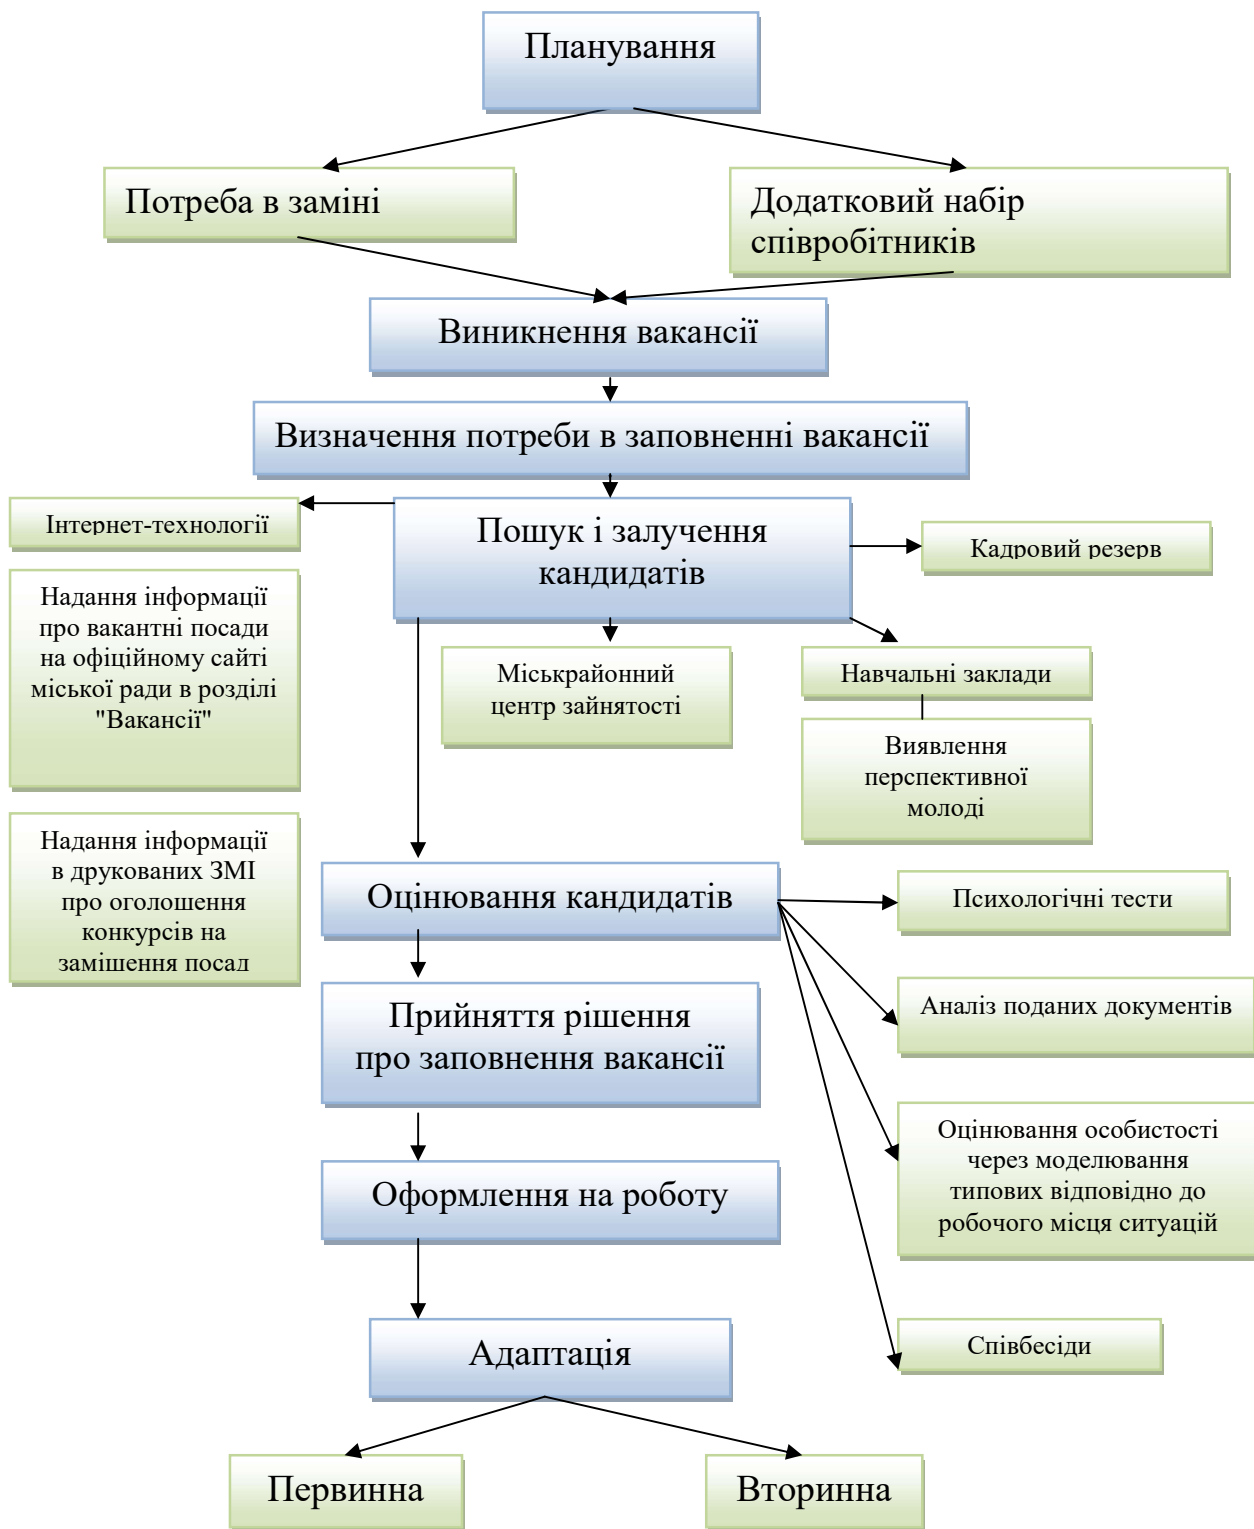 Планування
Потреба в заміні
Додатковий набір
співробітників
Виникнення вакансії
Визначення потреби в заповненні вакансії
Інтернет-технології
Пошук і залучення
кандидатів
Кадровий резерв
Надання інформації
про вакантні посади
на офіційному сайті
міської ради в розділі
"Вакансії"
Міськрайонний
центр зайнятості
Навчальні заклади
Виявлення
перспективної
молоді
Надання інформації
в друкованих ЗМІ
про оголошення
конкурсів на
заміщення посад
Оцінювання кандидатів
Психологічні тести
Аналіз поданих документів
Прийняття рішення
про заповнення вакансії
Оцінювання особистості
через моделювання
типових відповідно до
робочого місця ситуацій
Оформлення на роботу
Співбесіди
Адаптація
Первинна
Вторинна